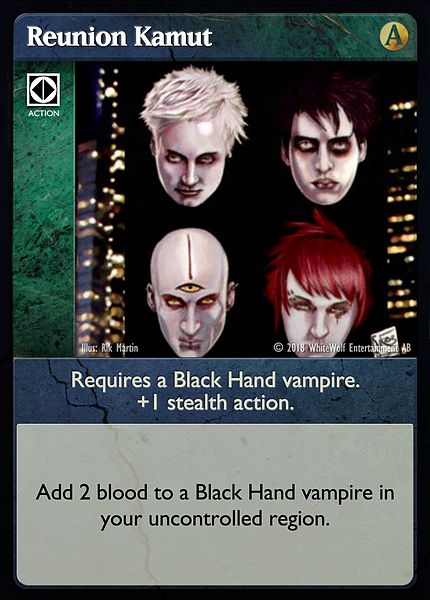 Reunion Kamut
A
ACTION
Illus: Rik Martin
© 2018 WhiteWolf Entertainment AB
Requires a Black Hand vampire.
+1 stealth action.
Add 2 blood to a Black Hand vampire in
your uncontrolled region.